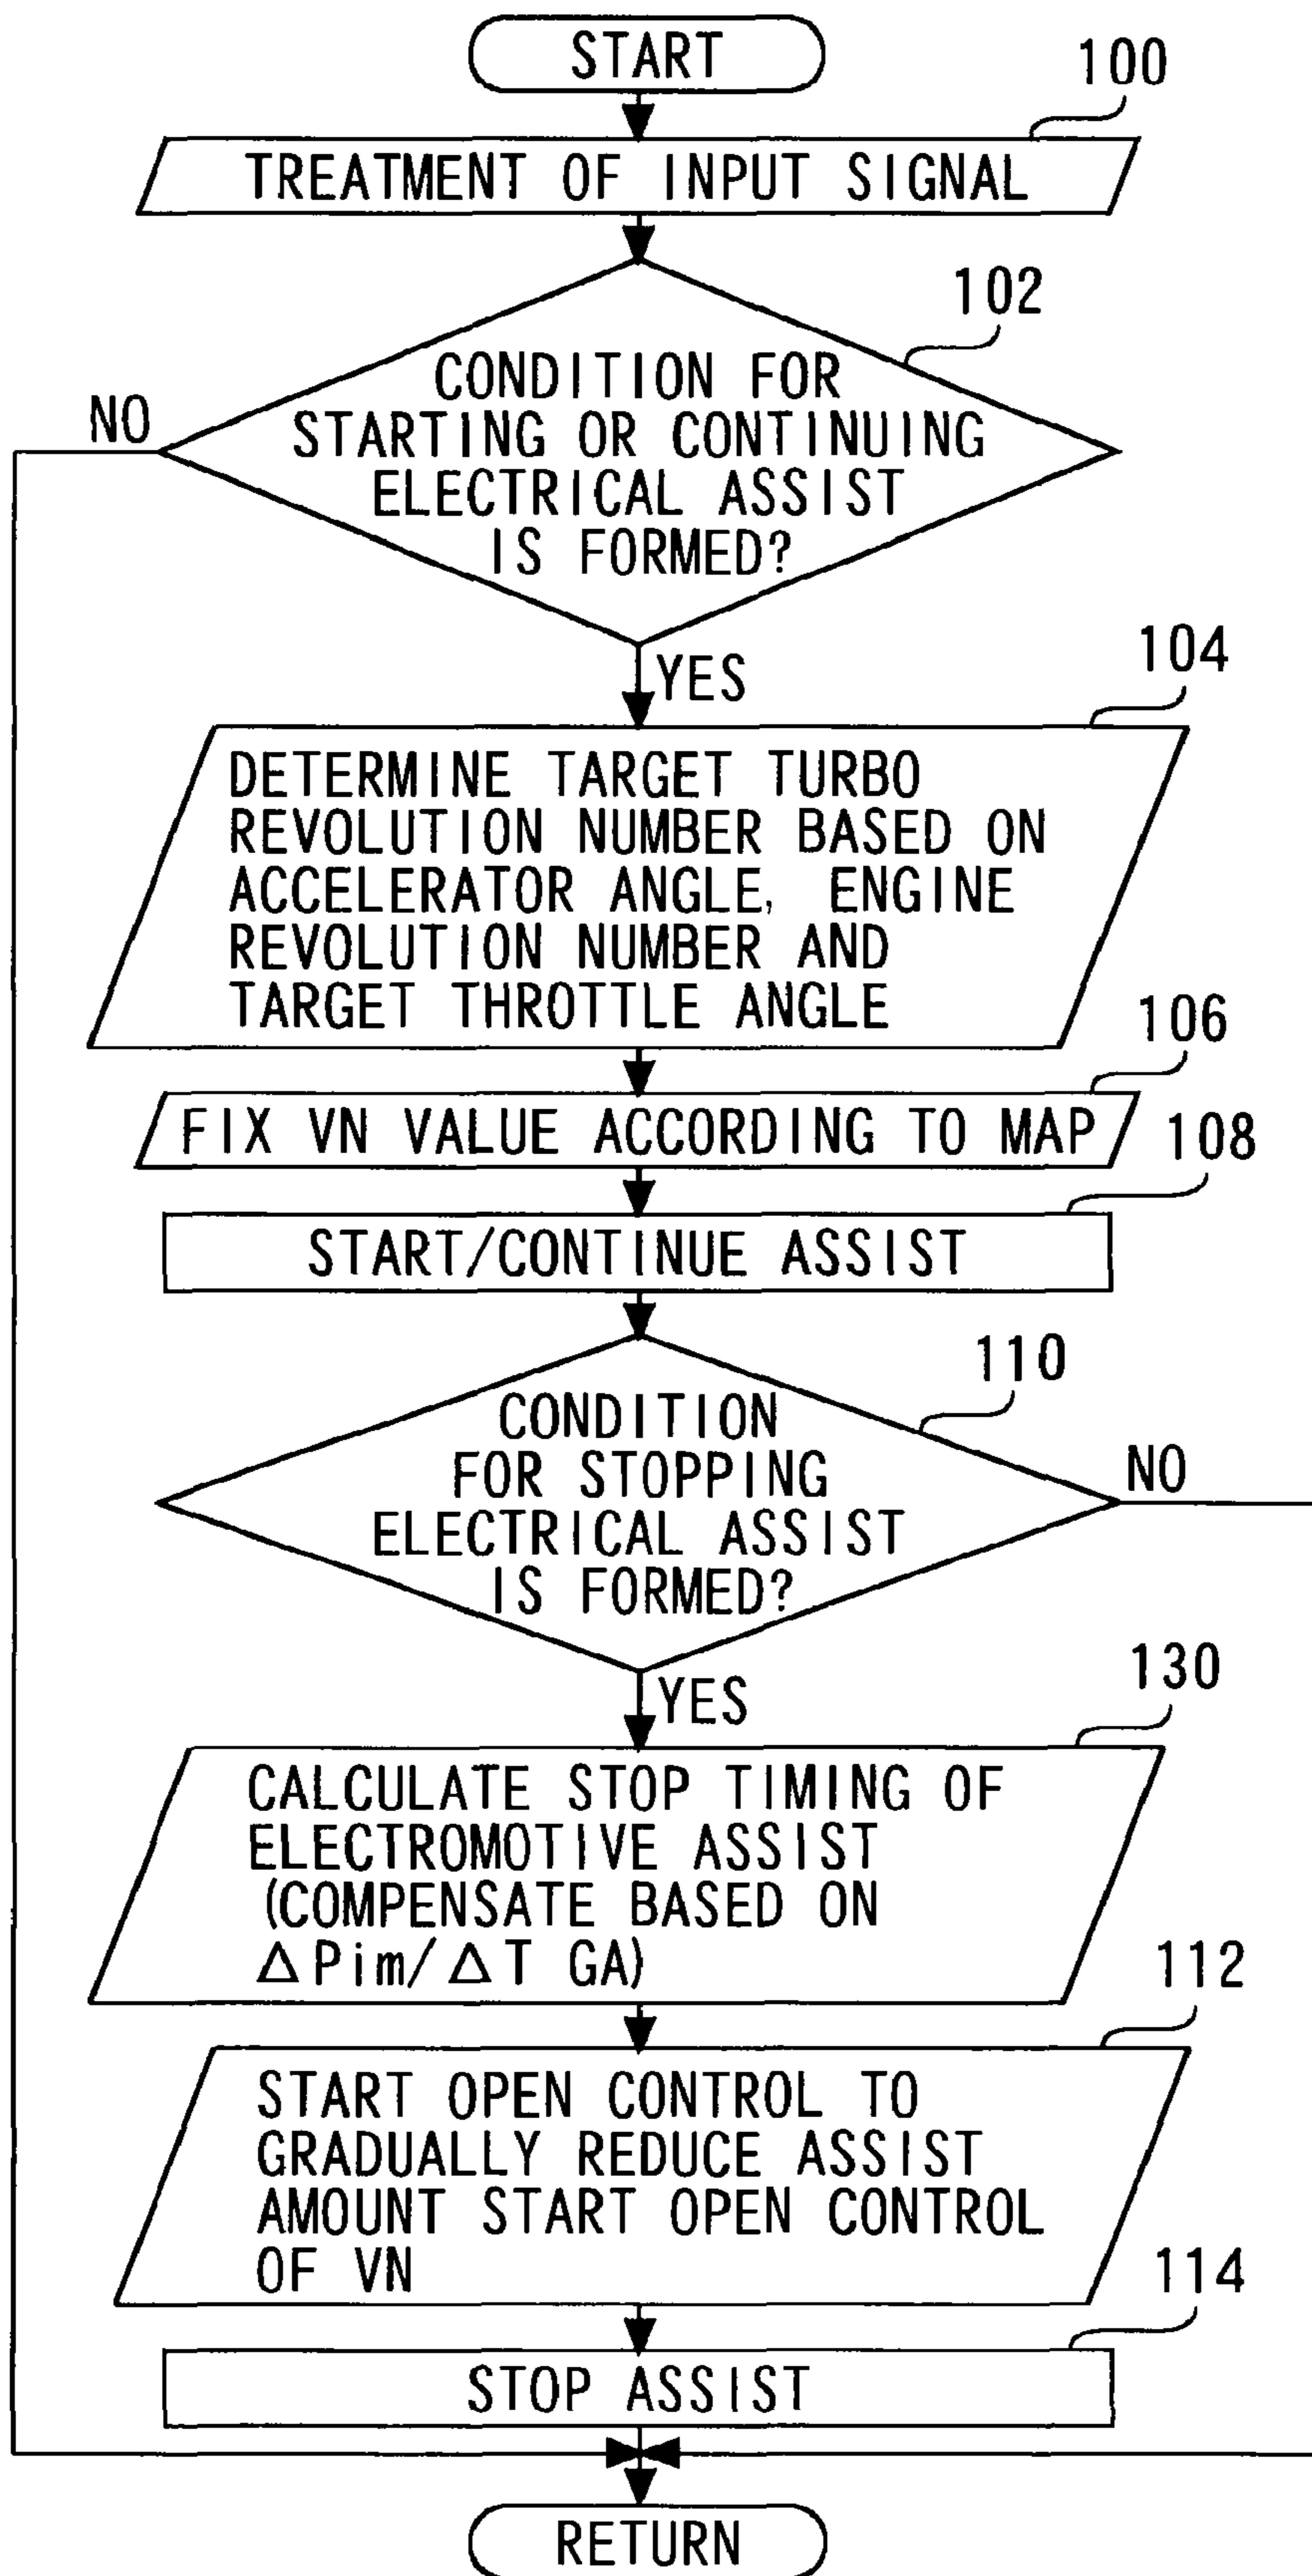 START
100
TREATMENT OF INPUT SIGNAL
102
CONDITION FOR
STARTING OR CONTINUING
ELECTRICAL ASSIST
IS FORMED?
NO
YES
104
DETERMINE TARGET TURBO
REVOLUTION NUMBER BASED ON
ACCELERATOR ANGLE, ENGINE
REVOLUTION NUMBER AND
TARGET THROTTLE ANGLE
106
FIX VN VALUE ACCORDING TO MAP
108
START/CONTINUE ASSIST
110
CONDITION
FOR STOPPING
ELECTRICAL ASSIST
IS FORMED?
NO
YES
130
CALCULATE STOP TIMING OF
ELECTROMOTIVE ASSIST
(COMPENSATE BASED ON
△Pim/△T GA)
112
START OPEN CONTROL TO
GRADUALLY REDUCE ASSIST
AMOUNT START OPEN CONTROL
OF VN
114
STOP ASSIST
RETURN